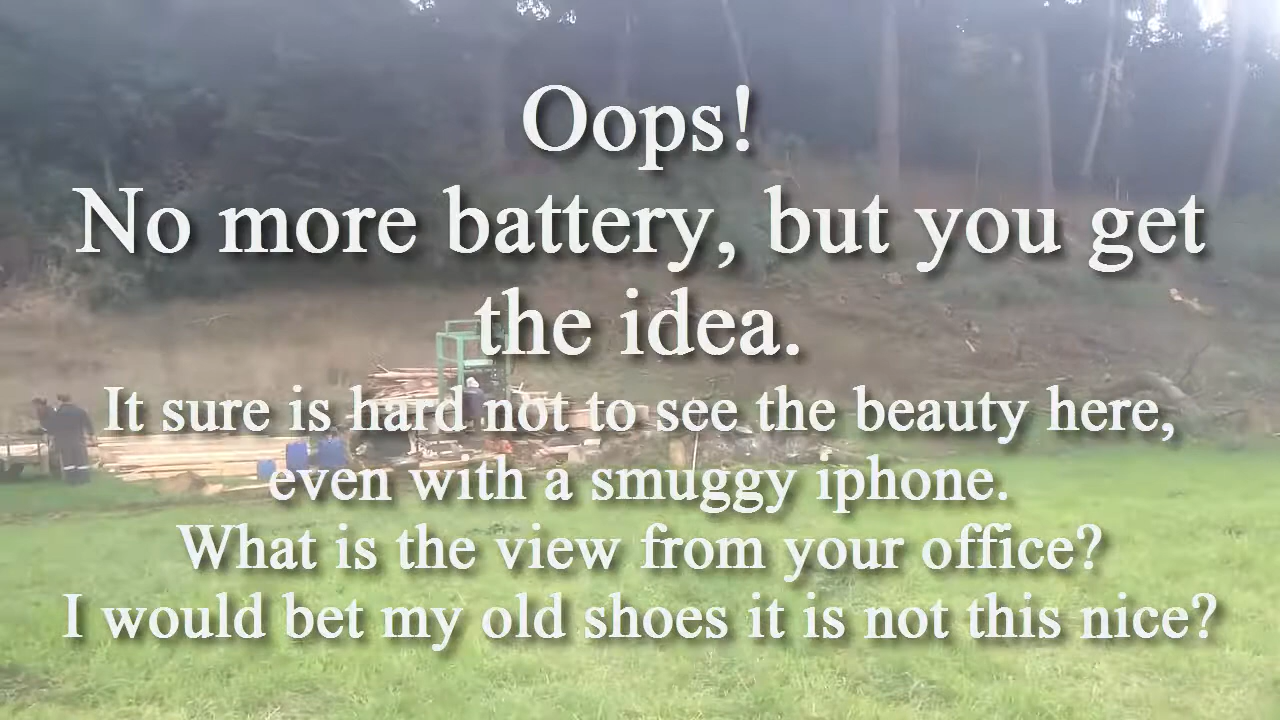 Oops!
No more battery, but you get
the idea.
It sure is hard not to see the beauty here,
even with a smuggy iphone.
What is the view from your office?
I would bet my old shoes it is not this nice?